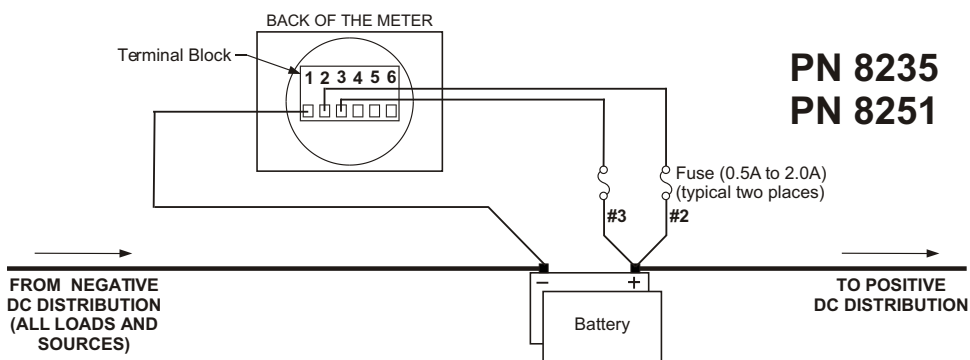 BACK OF THE METER
Terminal Block
1 2 3 4 5 6
PN 8235
PN 8251
Fuse (0.5A to 2.0A)
(typical two places)
#3
#2
FROM NEGATIVE
DC DISTRIBUTION
(ALL LOADS AND
SOURCES)
− +
Battery
TO POSITIVE
DC DISTRIBUTION